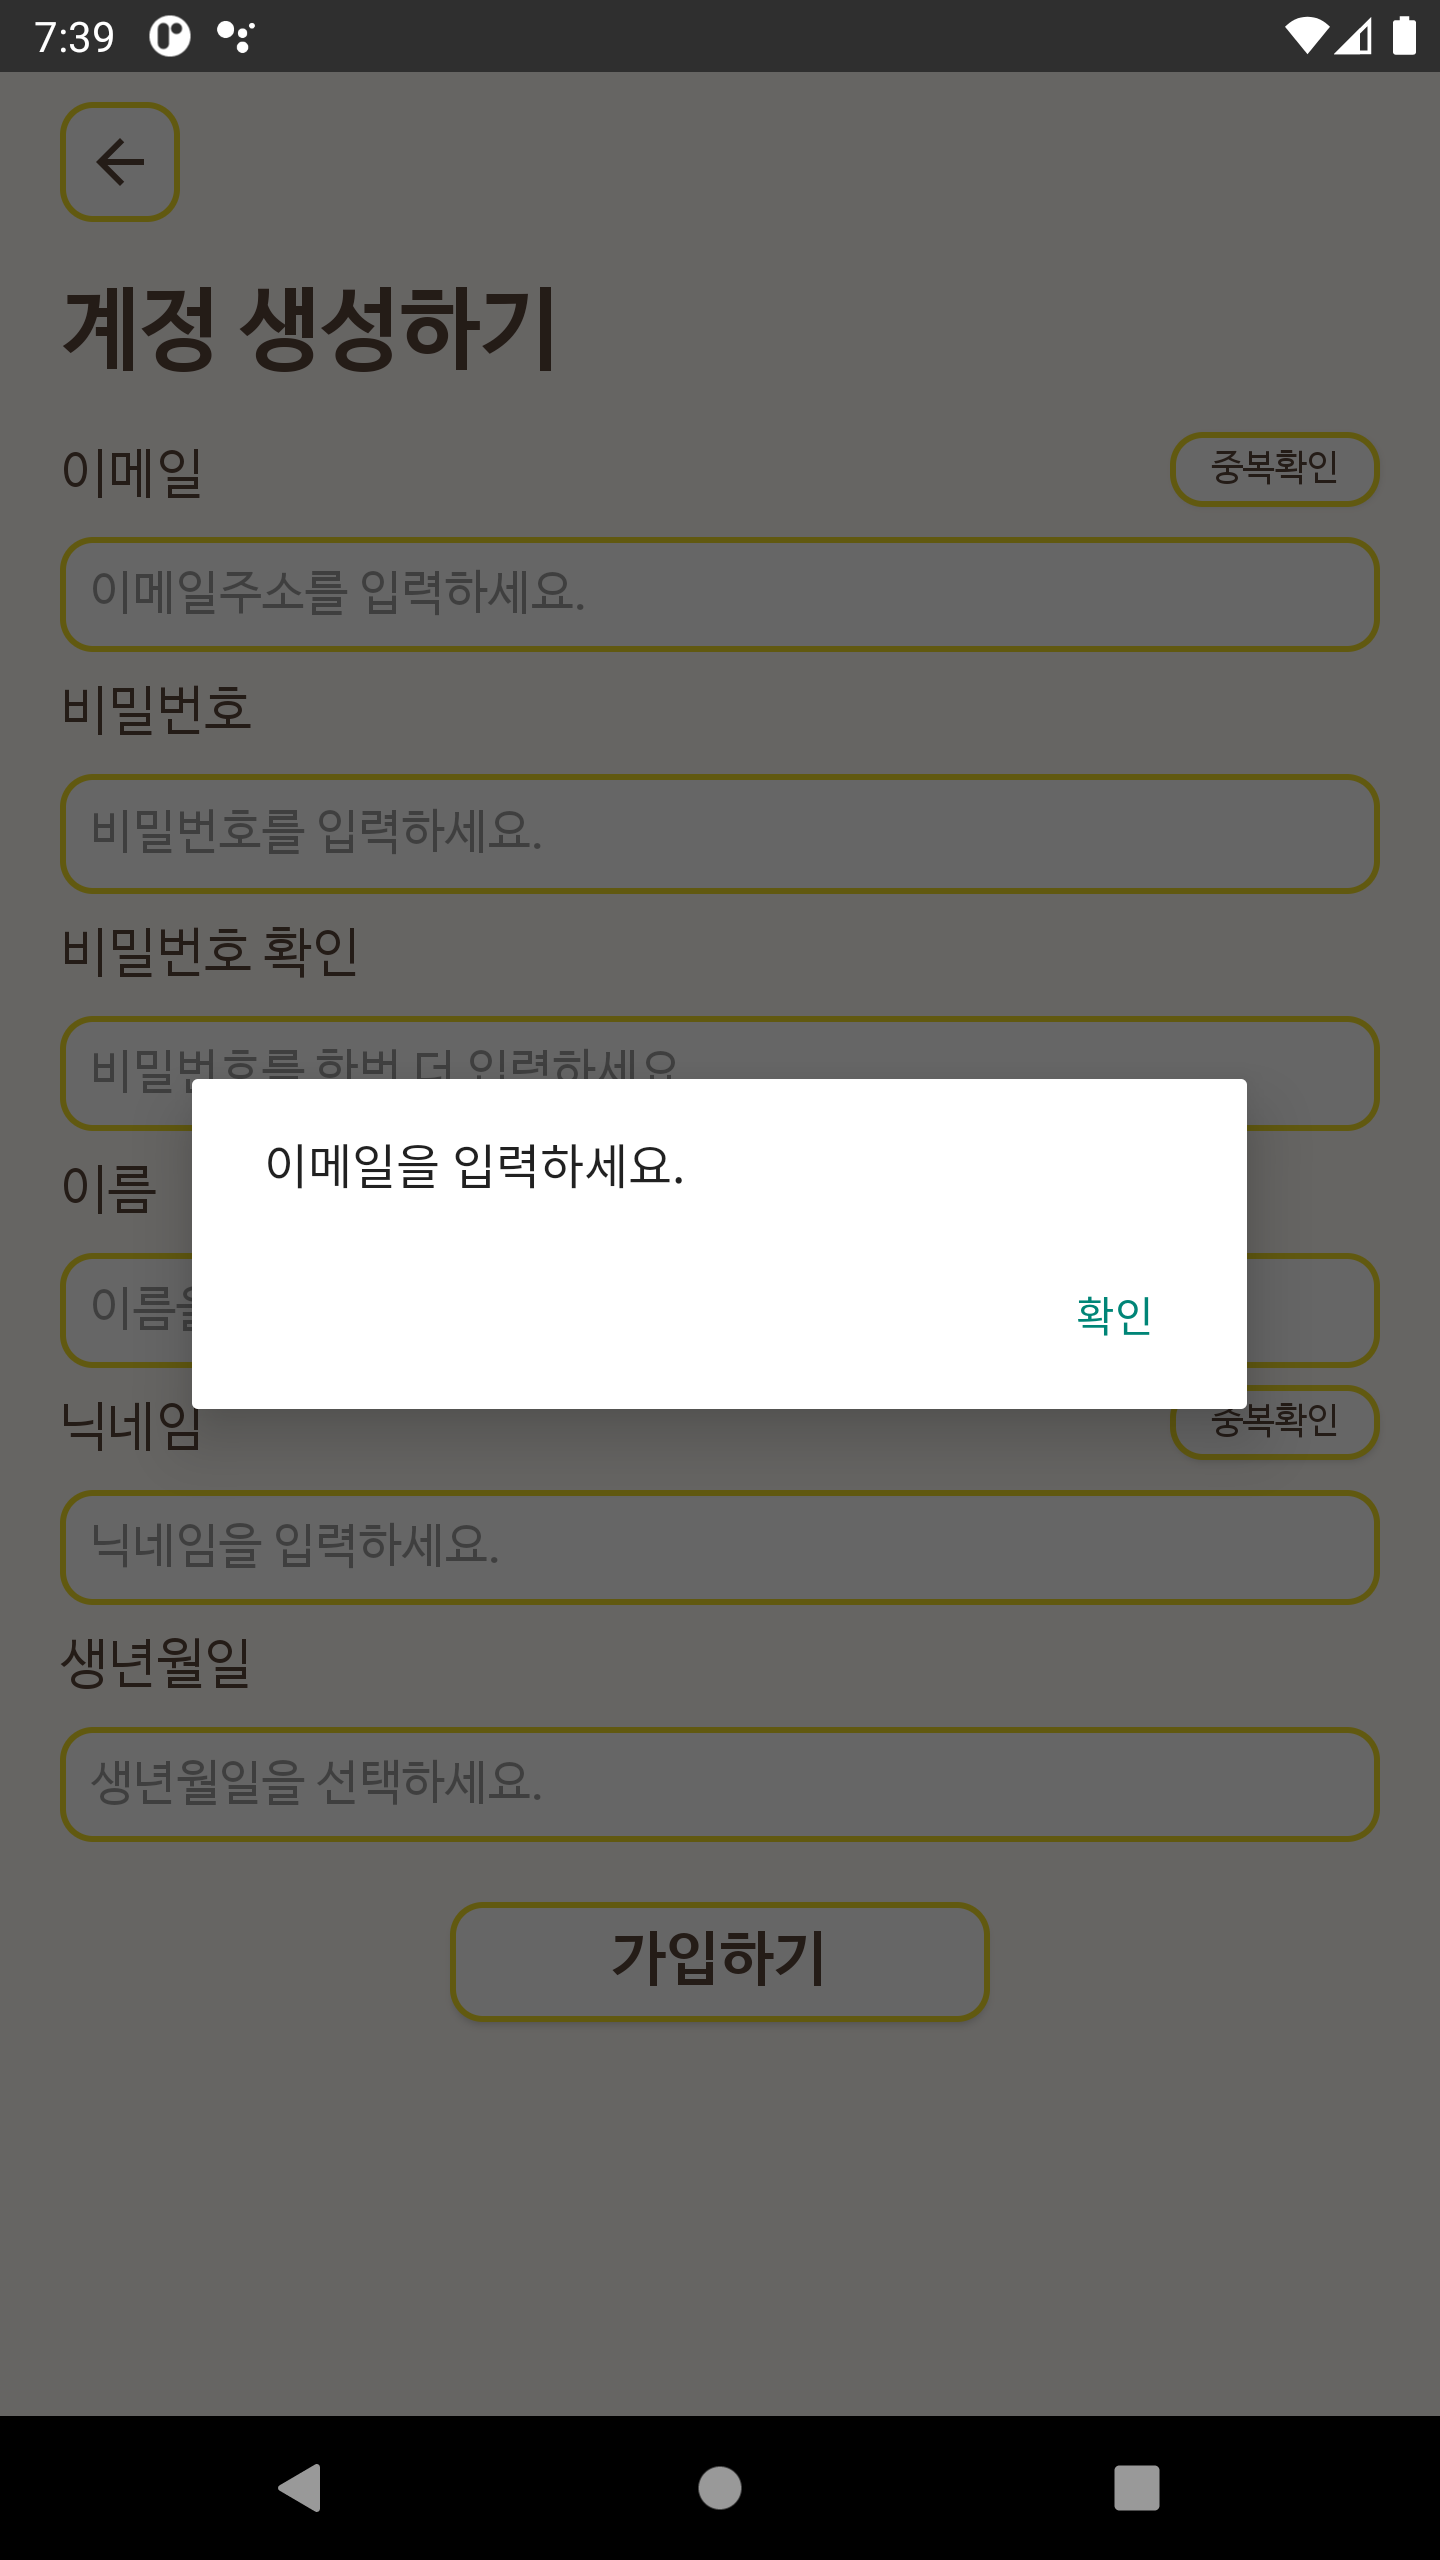 7:39
계정 생성하기
이메일
중복확인
이메일주소를 입력하세요.
비밀번호
비밀번호를 입력하세요.
비밀번호 확인
비밀번호를 한번 더 입력하세요
이메일을 입력하세요.
이름
이름을
확인
닉네임
중복확인
닉네임을 입력하세요.
생년월일
생년월일을 선택하세요.
가입하기